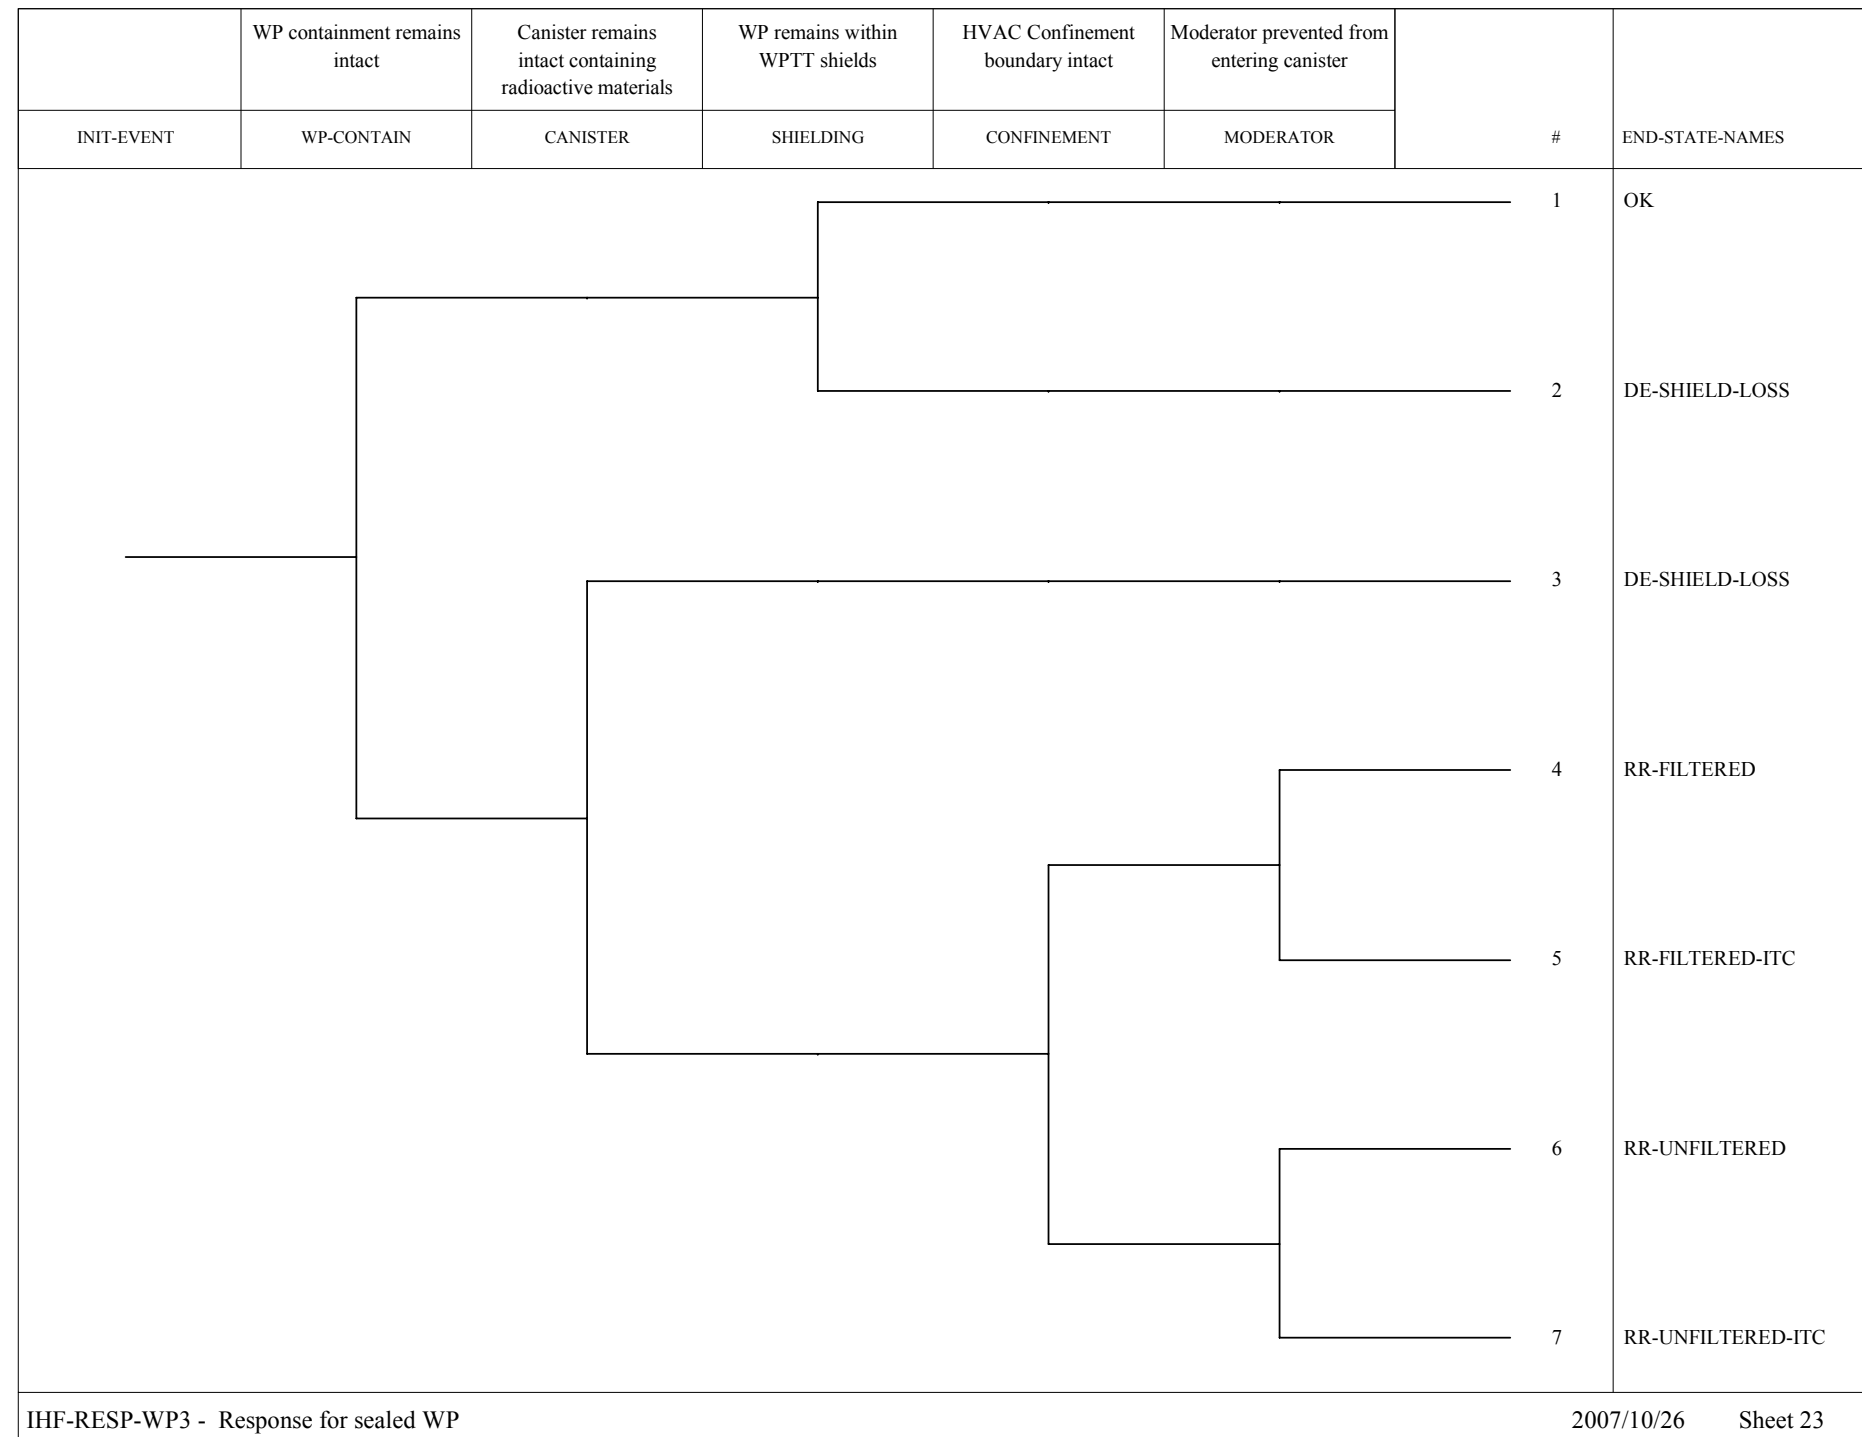 WP containment remains
intact
Canister remains
intact containing
radioactive materials
WP remains within
WPTT shields
HVAC Confinement
boundary intact
Moderator prevented from
entering canister
INIT-EVENT
WP-CONTAIN
CANISTER
SHIELDING
CONFINEMENT
MODERATOR
#
END-STATE-NAMES
1 OK
2 DE-SHIELD-LOSS
3 DE-SHIELD-LOSS
4 RR-FILTERED
5 RR-FILTERED-ITC
6 RR-UNFILTERED
7 RR-UNFILTERED-ITC
IHF-RESP-WP3 - Response for sealed WP
2007/10/26 Sheet 23